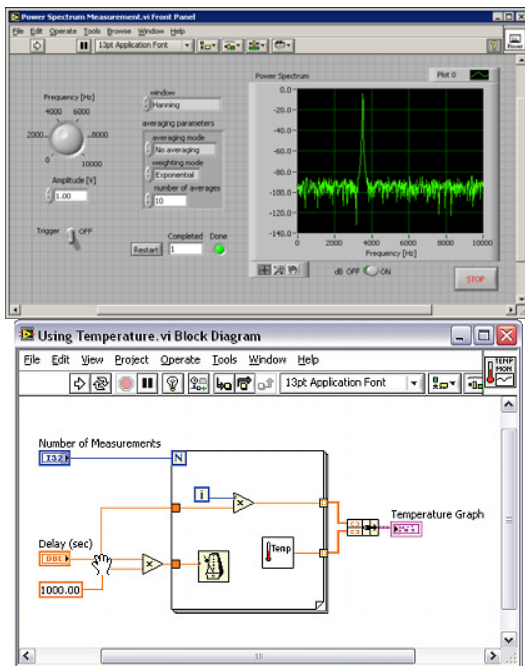 Power Spectrum Measurement.vi Front Panel
File Edit Operate Tools Browse Window Help
13pt Application Font
Power
Frequency [Hz]
4000 6000
2000 8000
0 10000
Amplitude [V]
1.00
Trigger OFF
window
Hanning
averaging parameters
averaging mode
No averaging
weighting mode
Exponential
number of averages
10
Completed Done
Restart! 1
Power Spectrum Plot 0
0.0
-20.0
-40.0
-60.0
-80.0
-100.0
-120.0
-140.0
0 2000 4000 6000 8000 10000
Frequency [Hz]
dB OFF ON
STOP
Using Temperature.vi Block Diagram
File Edit View Project Operate Tools Window Help
13pt Application Font
TEMP
MON
Number of Measurements
I32
N
i
Temperature Graph
Delay (sec)
DBL
Temp
1000.00